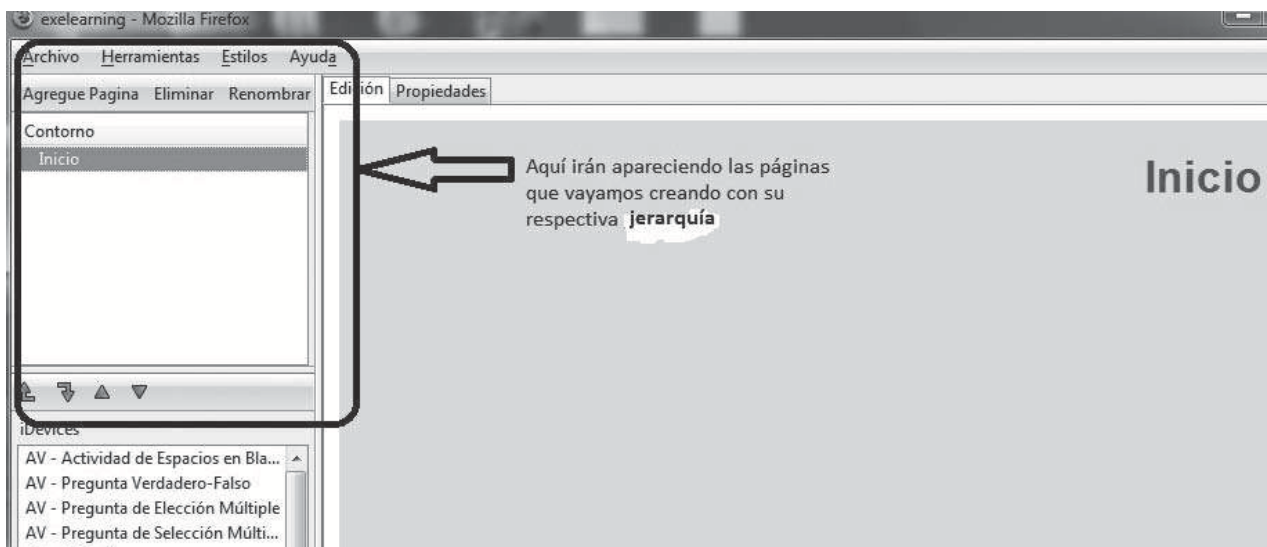 exelearning - Mozilla Firefox
Archivo Herramientas Estilos Ayuda
Agregue Pagina Eliminar Renombrar
Edición Propiedades
Contorno
Inicio
Aquí irán apareciendo las páginas
que vayamos creando con su
respectiva jerarquía
Inicio
iDevices
AV - Actividad de Espacios en Bla...
AV - Pregunta Verdadero-Falso
AV - Pregunta de Elección Múltiple
AV - Pregunta de Selección Múlti...